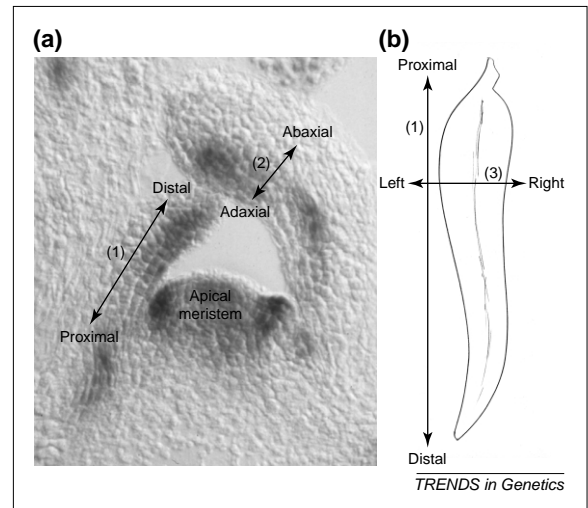 (a)
Abaxial
(2)
Distal
Adaxial
(1)
Apical
meristem
Proximal
(b)
Proximal
(1)
(3)
Left
Right
Distal
TRENDS in Genetics